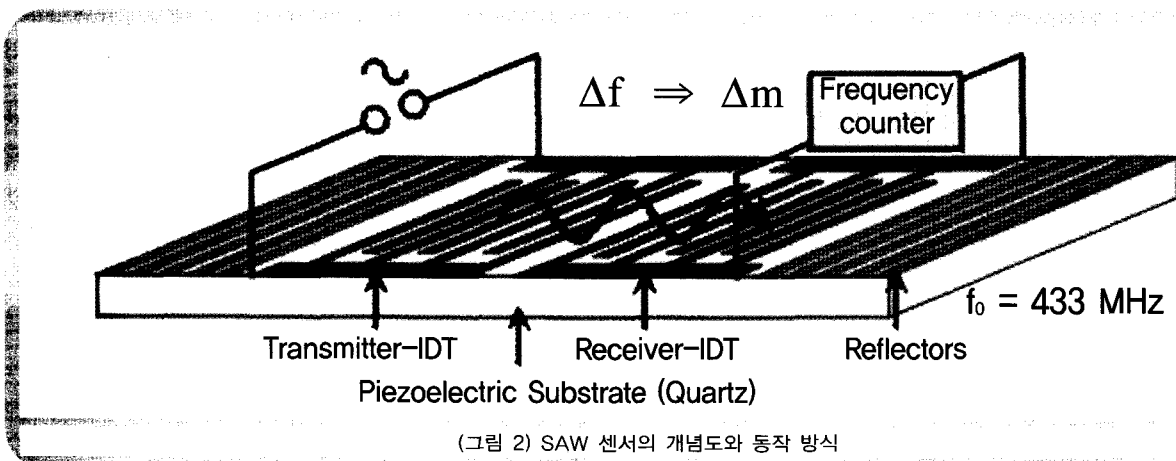 Δf ⇒ Δm
Frequency
counter
f₀ = 433 MHz
Transmitter-IDT
Receiver-IDT
Reflectors
Piezoelectric Substrate (Quartz)
(그림 2) SAW 센서의 개념도와 동작 방식